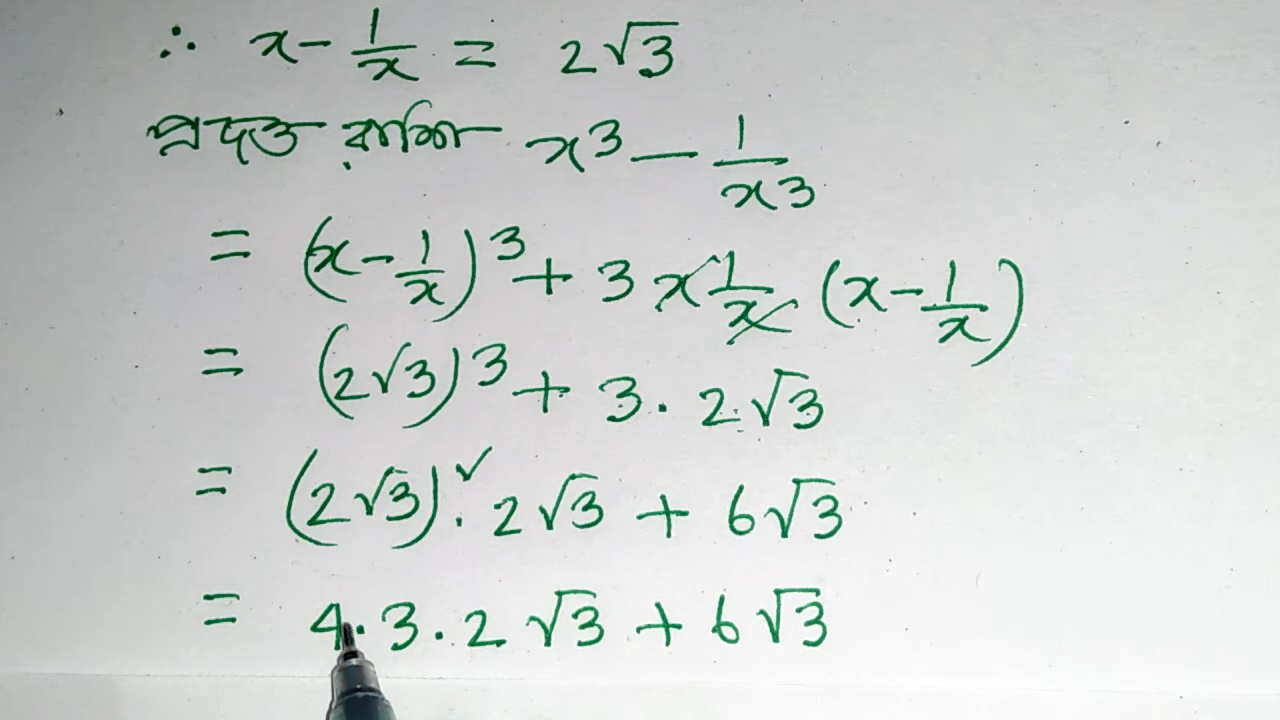 ∴ x - 1/x = 2√3
প্রদত্ত রাশি x³ - 1/x³
= (x - 1/x)³ + 3 x 1/x (x - 1/x)
= (2√3)³ + 3 . 2.√3
= (2√3)² . 2√3 + 6√3
= 4 . 3 . 2 √3 + 6√3